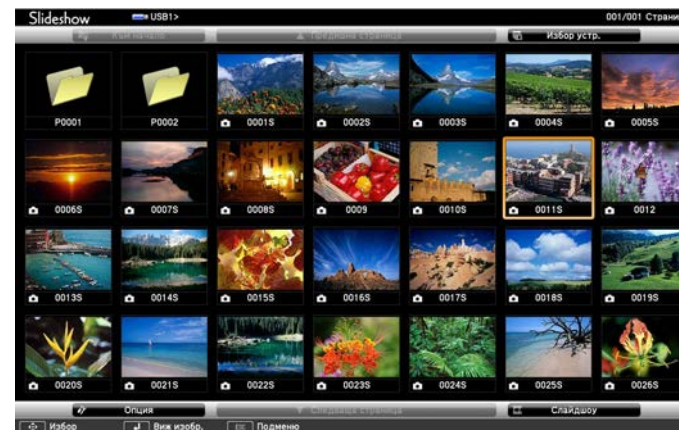 Slideshow USB1> 001/001 Страни
Към начало Предишна страница Избор устр.
P0001 P0002 0001S 0002S 0003S 0004S 0005S
0006S 0007S 0008S 0009 0010S 0011S 0012
0013S 0014S 0015S 0016S 0017S 0018S 0019S
0020S 0021S 0022S 0023S 0024S 0025S 0026S
Опция Следваща страница Слайдшоу
Избор Виж изобр. Esc Подменю